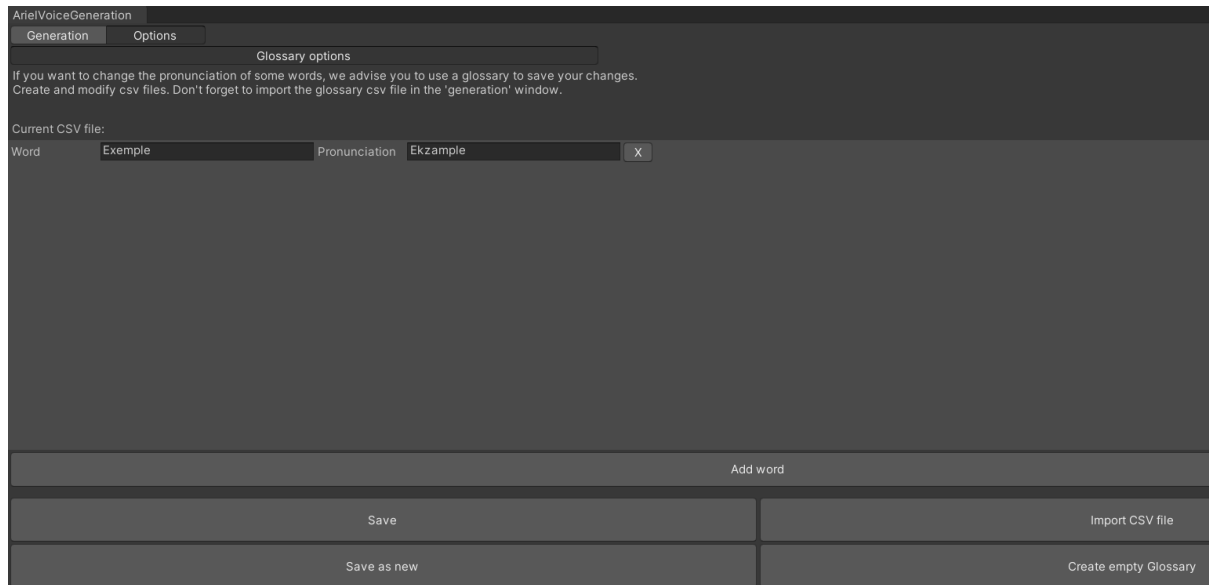 ArielVoiceGeneration
Generation Options
Glossary options
If you want to change the pronunciation of some words, we advise you to use a glossary to save your changes.
Create and modify csv files. Don't forget to import the glossary csv file in the 'generation' window.
Current CSV file:
Word Exemple Pronunciation Ekzample X
Add word
Save Import CSV file
Save as new Create empty Glossary